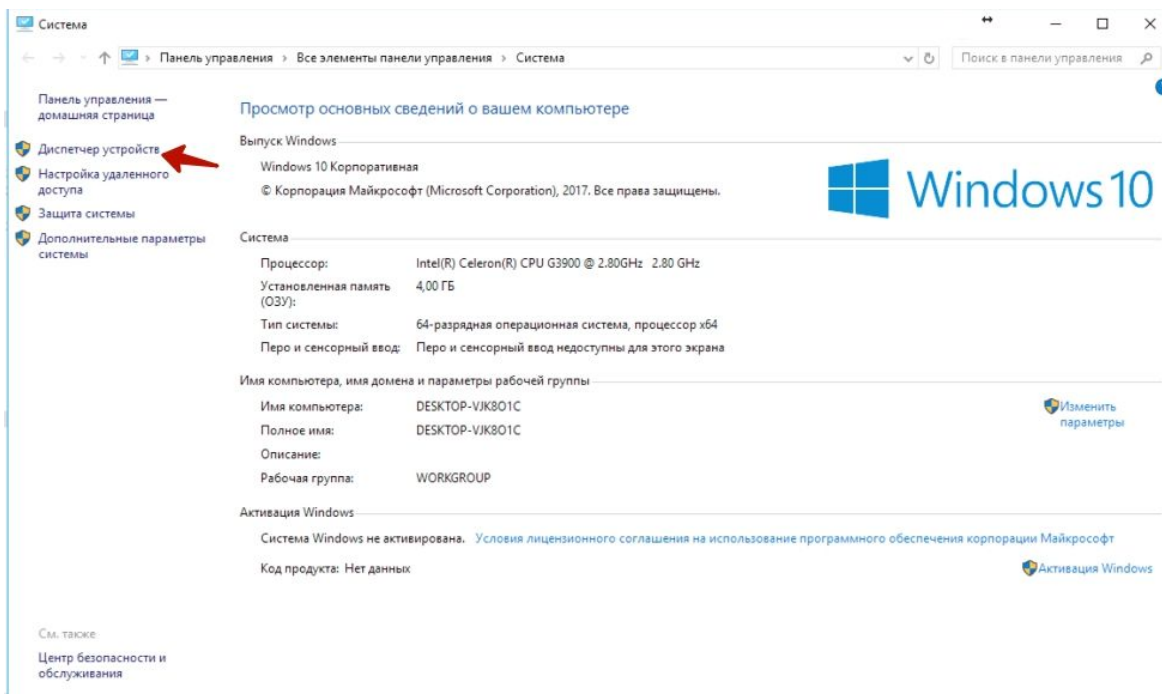 Система
Панель управления › Все элементы панели управления › Система
Поиск в панели управления
Панель управления —
домашняя страница
Диспетчер устройств
Настройка удаленного
доступа
Защита системы
Дополнительные параметры
системы
Просмотр основных сведений о вашем компьютере
Выпуск Windows
Windows 10 Корпоративная
© Корпорация Майкрософт (Microsoft Corporation), 2017. Все права защищены.
Windows 10
Система
Процессор: Intel(R) Celeron(R) CPU G3900 @ 2.80GHz 2.80 GHz
Установленная память 4,00 ГБ
(ОЗУ):
Тип системы: 64-разрядная операционная система, процессор x64
Перо и сенсорный ввод: Перо и сенсорный ввод недоступны для этого экрана
Имя компьютера, имя домена и параметры рабочей группы
Имя компьютера: DESKTOP-VJK8O1C
Изменить
параметры
Полное имя: DESKTOP-VJK8O1C
Описание:
Рабочая группа: WORKGROUP
Активация Windows
Система Windows не активирована. Условия лицензионного соглашения на использование программного обеспечения корпорации Майкрософт
Код продукта: Нет данных
Активация Windows
См. также
Центр безопасности и
обслуживания